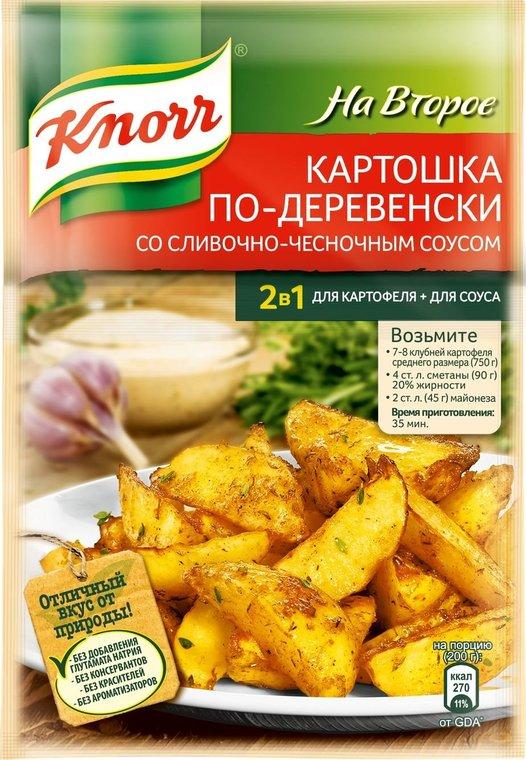 Knorr
®
На Второе
КАРТОШКА
ПО-ДЕРЕВЕНСКИ
СО СЛИВОЧНО-ЧЕСНОЧНЫМ СОУСОМ
2в1 ДЛЯ КАРТОФЕЛЯ + ДЛЯ СОУСА
Возьмите
• 7-8 клубней картофеля
среднего размера (750 г)
• 4 ст. л. сметаны (90 г)
20% жирности
• 2 ст. л. (45 г) майонеза
Время приготовления:
35 мин.
Отличный
вкус от
природы!
- БЕЗ ДОБАВЛЕНИЯ
ГЛУТАМАТА НАТРИЯ
- БЕЗ КОНСЕРВАНТОВ
- БЕЗ КРАСИТЕЛЕЙ
- БЕЗ АРОМАТИЗАТОРОВ
на порцию
(200 г):
ккал
270
11%
от GDA*